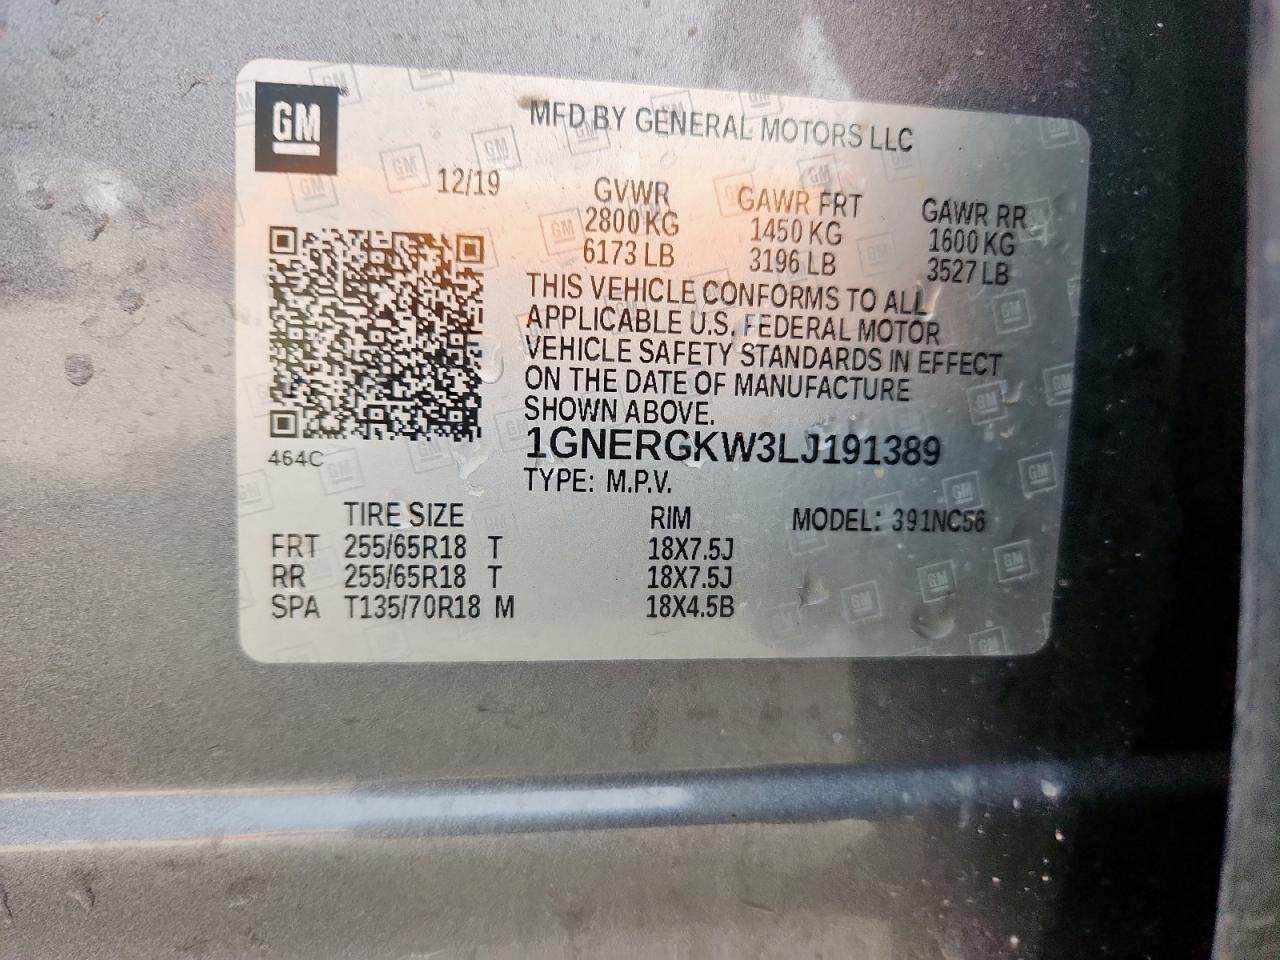 GM
MFD BY GENERAL MOTORS LLC
12/19
GVWR GAWR FRT GAWR RR
2800 KG 1450 KG 1600 KG
6173 LB 3196 LB 3527 LB
THIS VEHICLE CONFORMS TO ALL
APPLICABLE U.S. FEDERAL MOTOR
VEHICLE SAFETY STANDARDS IN EFFECT
ON THE DATE OF MANUFACTURE
SHOWN ABOVE.
464C
1GNERGKW3LJ191389
TYPE: M.P.V.
TIRE SIZE RIM MODEL: 391NC56
FRT 255/65R18 T 18X7.5J
RR 255/65R18 T 18X7.5J
SPA T135/70R18 M 18X4.5B